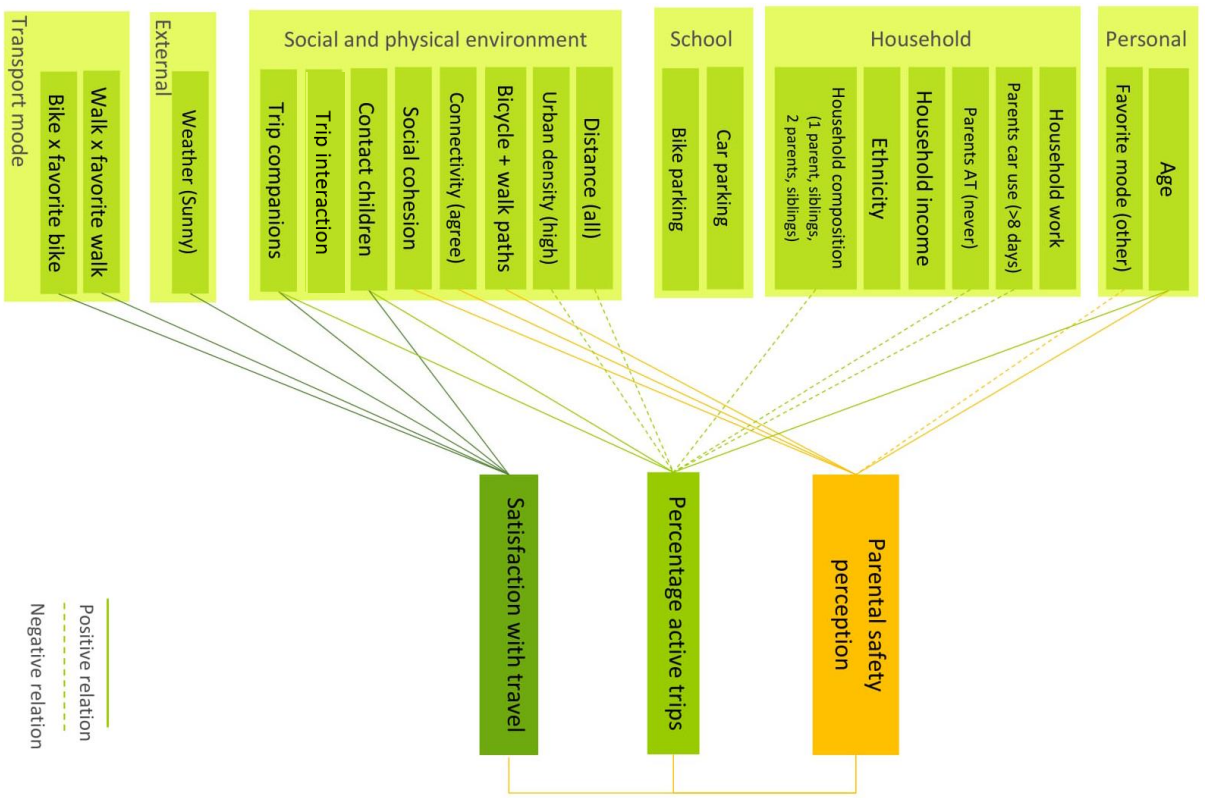 Personal
Age
Favorite mode (other)
Household
Household work
Parents car use (>8 days)
Parents AT (never)
Household income
Ethnicity
Household composition
(1 parent, siblings,
2 parents, siblings)
School
Car parking
Bike parking
Social and physical environment
Distance (all)
Urban density (high)
Bicycle + walk paths
Connectivity (agree)
Social cohesion
Contact children
Trip interaction
Trip companions
External
Weather (Sunny)
Transport mode
Walk x favorite walk
Bike x favorite bike
Parental safety
perception
Percentage active trips
Satisfaction with travel
Positive relation
Negative relation